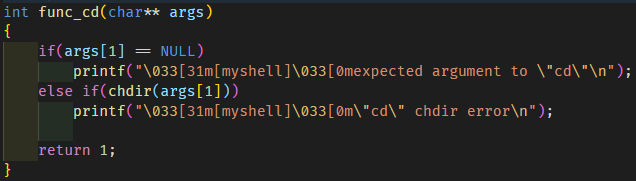 int func_cd(char** args)
{
    if(args[1] == NULL)
        printf("\033[31m[myshell]\033[0mexpected argument to \"cd\"\n");
    else if(chdir(args[1]))
        printf("\033[31m[myshell]\033[0m\"cd\" chdir error\n");
    return 1;
}